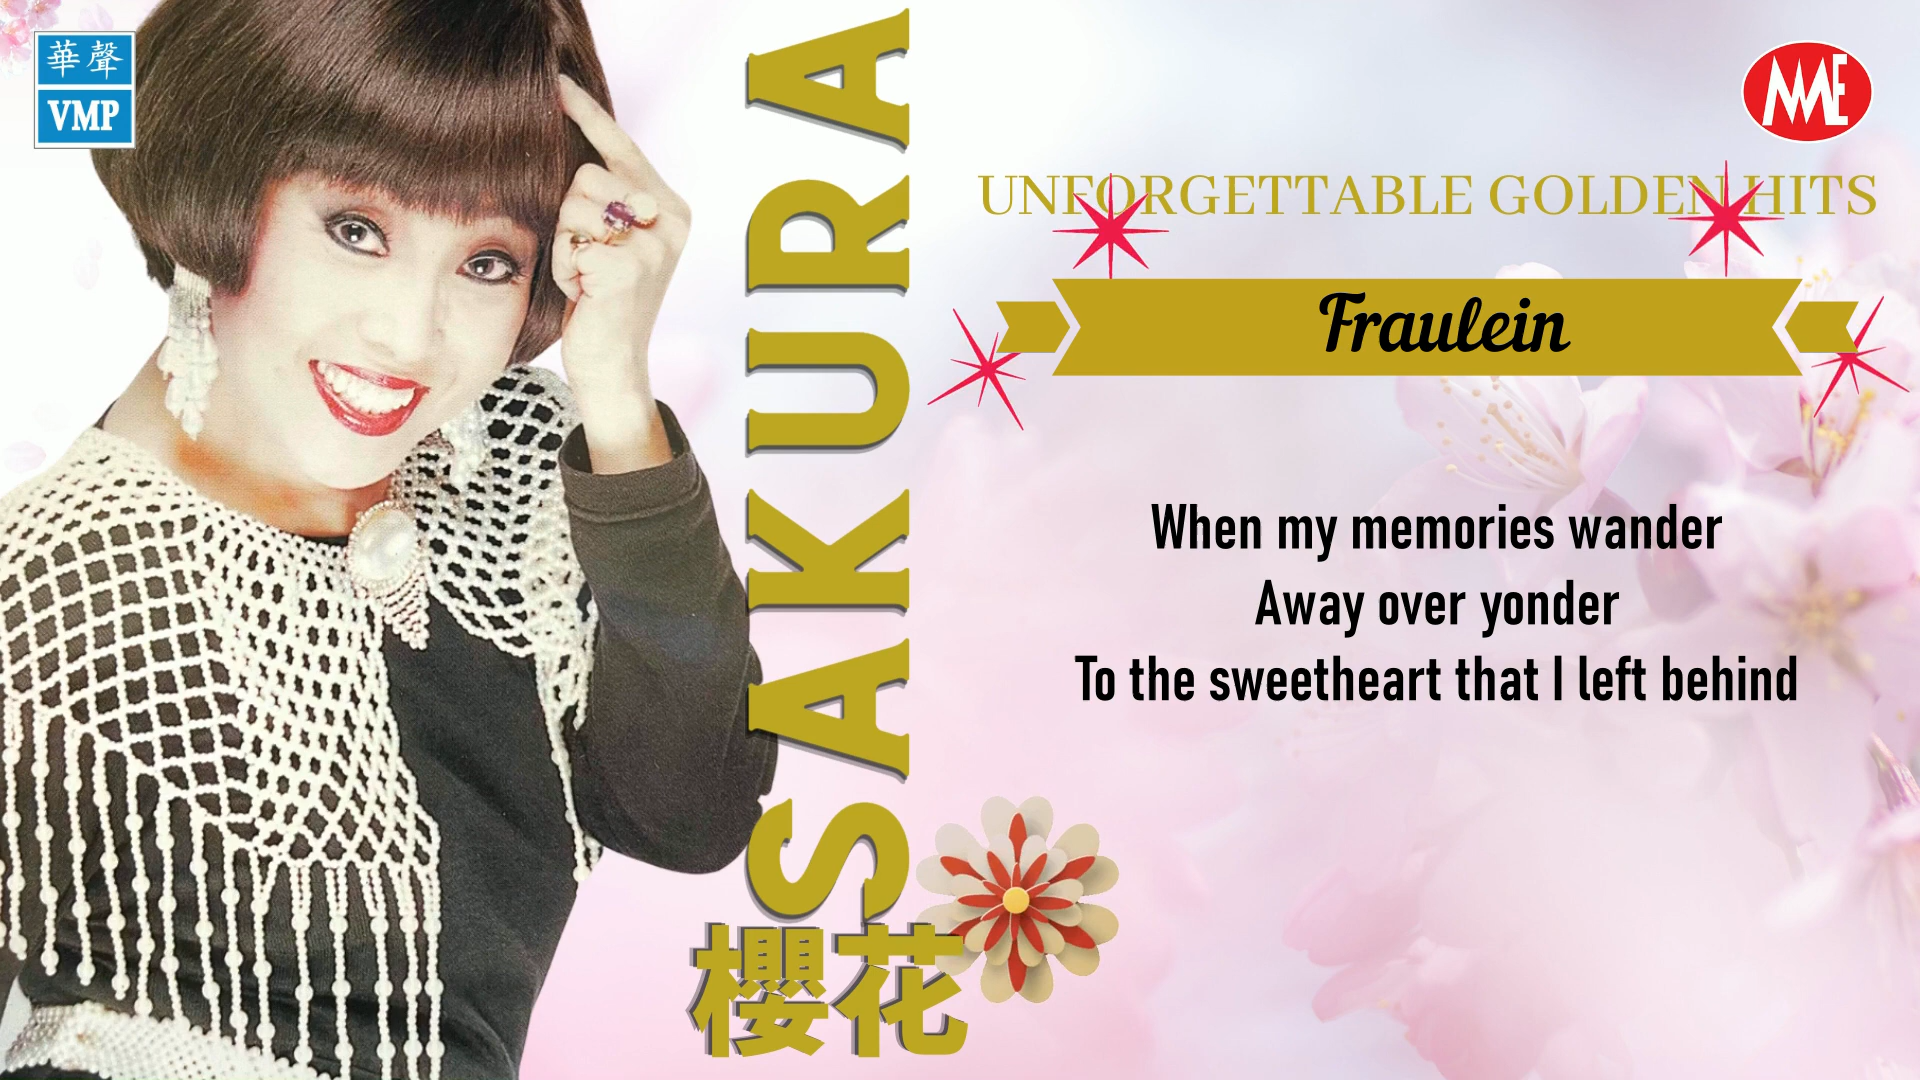 華聲
VMP
SAKURA
櫻花
UNFORGETTABLE GOLDEN HITS
Fraulein
When my memories wander
Away over yonder
To the sweetheart that I left behind